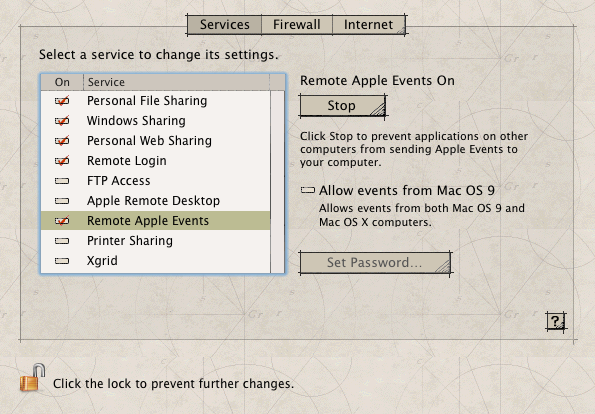 Services Firewall Internet
Select a service to change its settings.
On Service
Personal File Sharing
Windows Sharing
Personal Web Sharing
Remote Login
FTP Access
Apple Remote Desktop
Remote Apple Events
Printer Sharing
Xgrid
Remote Apple Events On
Stop
Click Stop to prevent applications on other
computers from sending Apple Events to
your computer.
Allow events from Mac OS 9
Allows events from both Mac OS 9 and
Mac OS X computers.
Set Password...
?
Click the lock to prevent further changes.